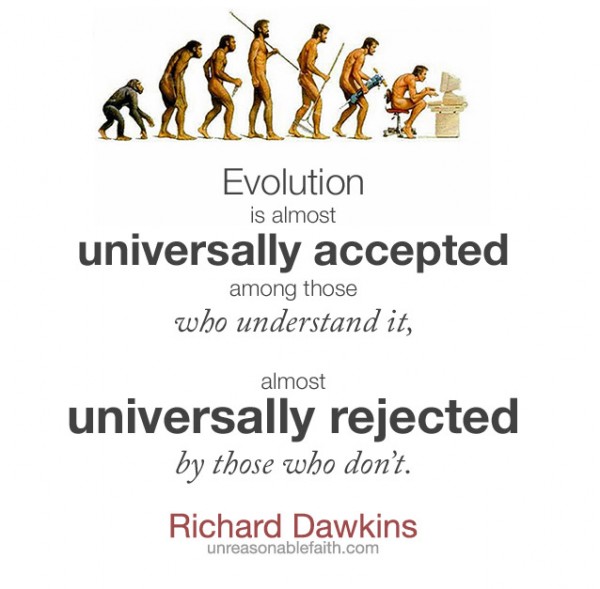 Evolution
is almost
universally accepted
among those
who understand it,
almost
universally rejected
by those who don't.
Richard Dawkins
unreasonablefaith.com